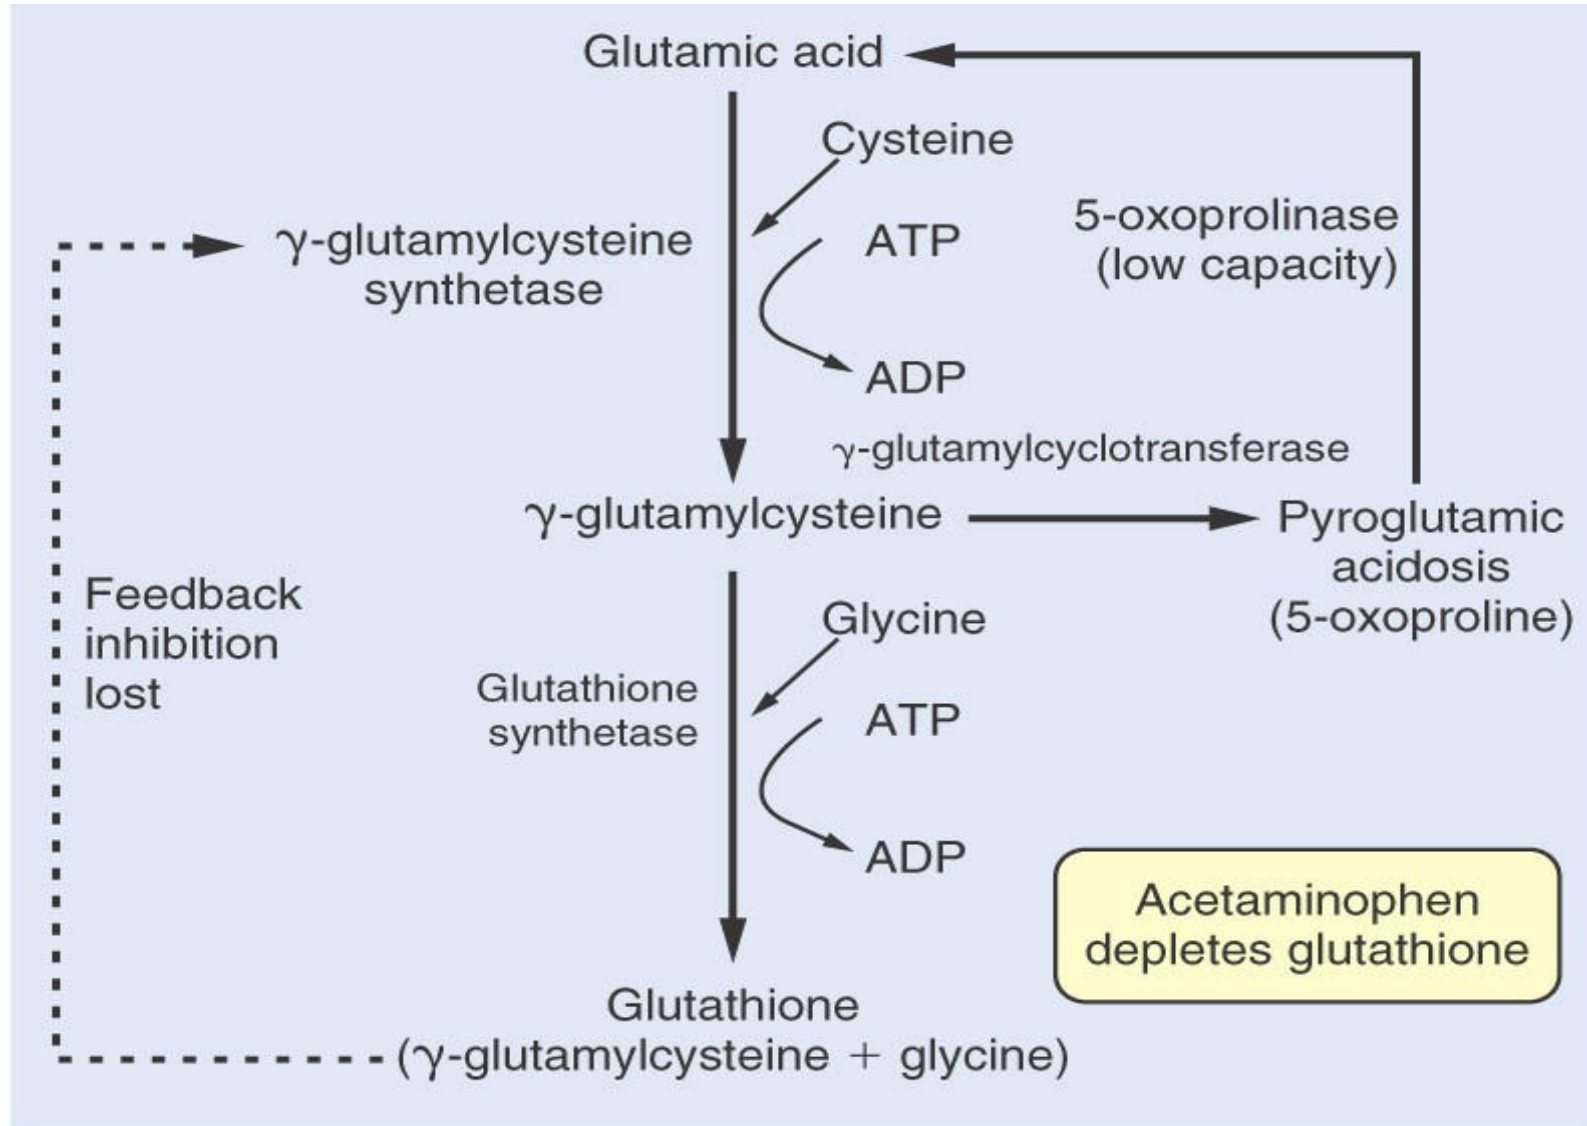 Glutamic acid
Cysteine
γ-glutamylcysteine
synthetase
ATP
5-oxoprolinase
(low capacity)
ADP
γ-glutamylcyclotransferase
γ-glutamylcysteine
Pyroglutamic
acidosis
(5-oxoproline)
Feedback
inhibition
lost
Glycine
Glutathione
synthetase
ATP
ADP
Acetaminophen
depletes glutathione
Glutathione
(γ-glutamylcysteine + glycine)